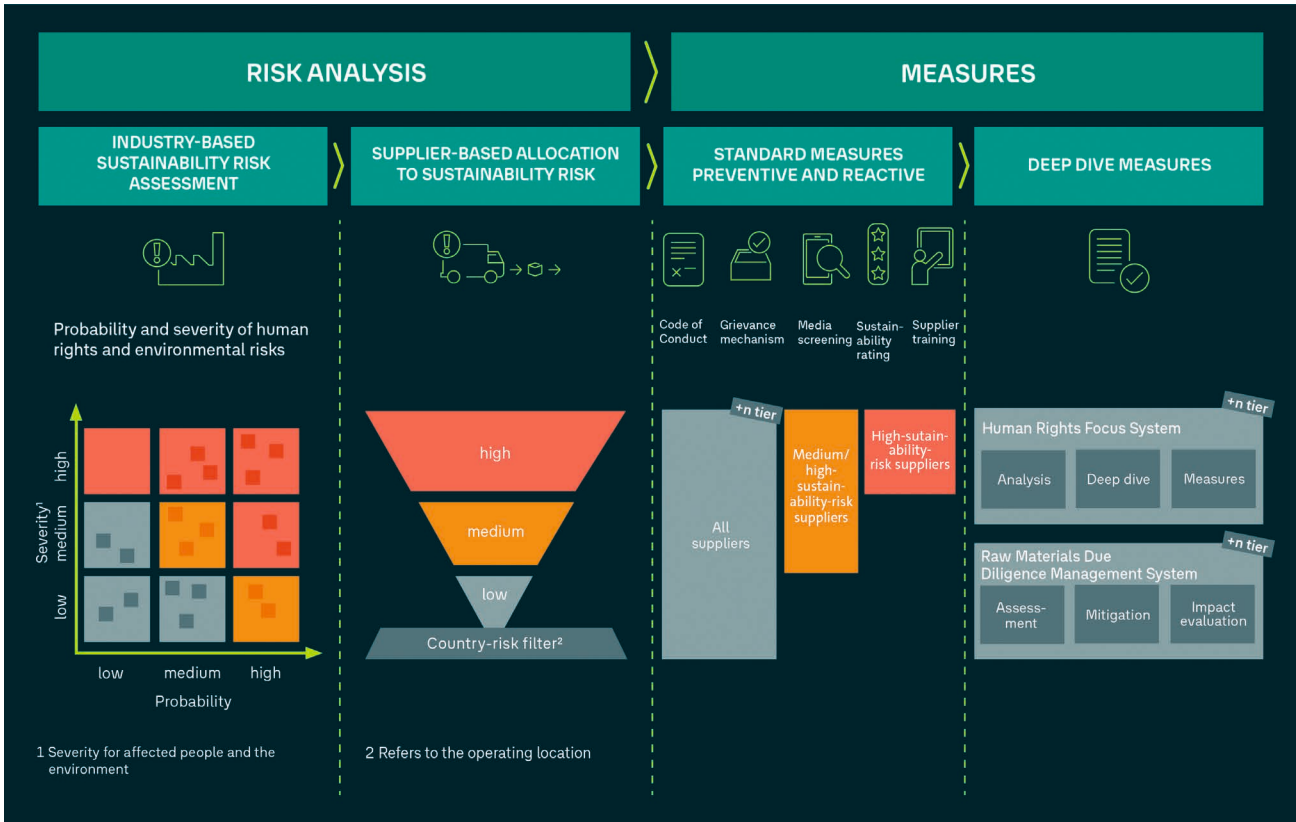 RISK ANALYSIS
MEASURES
INDUSTRY-BASED
SUSTAINABILITY RISK
ASSESSMENT
SUPPLIER-BASED ALLOCATION
TO SUSTAINABILITY RISK
STANDARD MEASURES
PREVENTIVE AND REACTIVE
DEEP DIVE MEASURES
Probability and severity of human
rights and environmental risks
high
medium
low
Severity¹
low
medium
high
Probability
1 Severity for affected people and the
environment
high
medium
low
Country-risk filter²
2 Refers to the operating location
Code of
Conduct
Grievance
mechanism
Media
screening
Sustain-
ability
rating
Supplier
training
+n tier
All
suppliers
Medium/
high-
sustain-
ability-risk
suppliers
High-sutain-
ability-
risk suppliers
+n tier
Human Rights Focus System
Analysis
Deep dive
Measures
+n tier
Raw Materials Due
Diligence Management System
Assess-
ment
Mitigation
Impact
evaluation